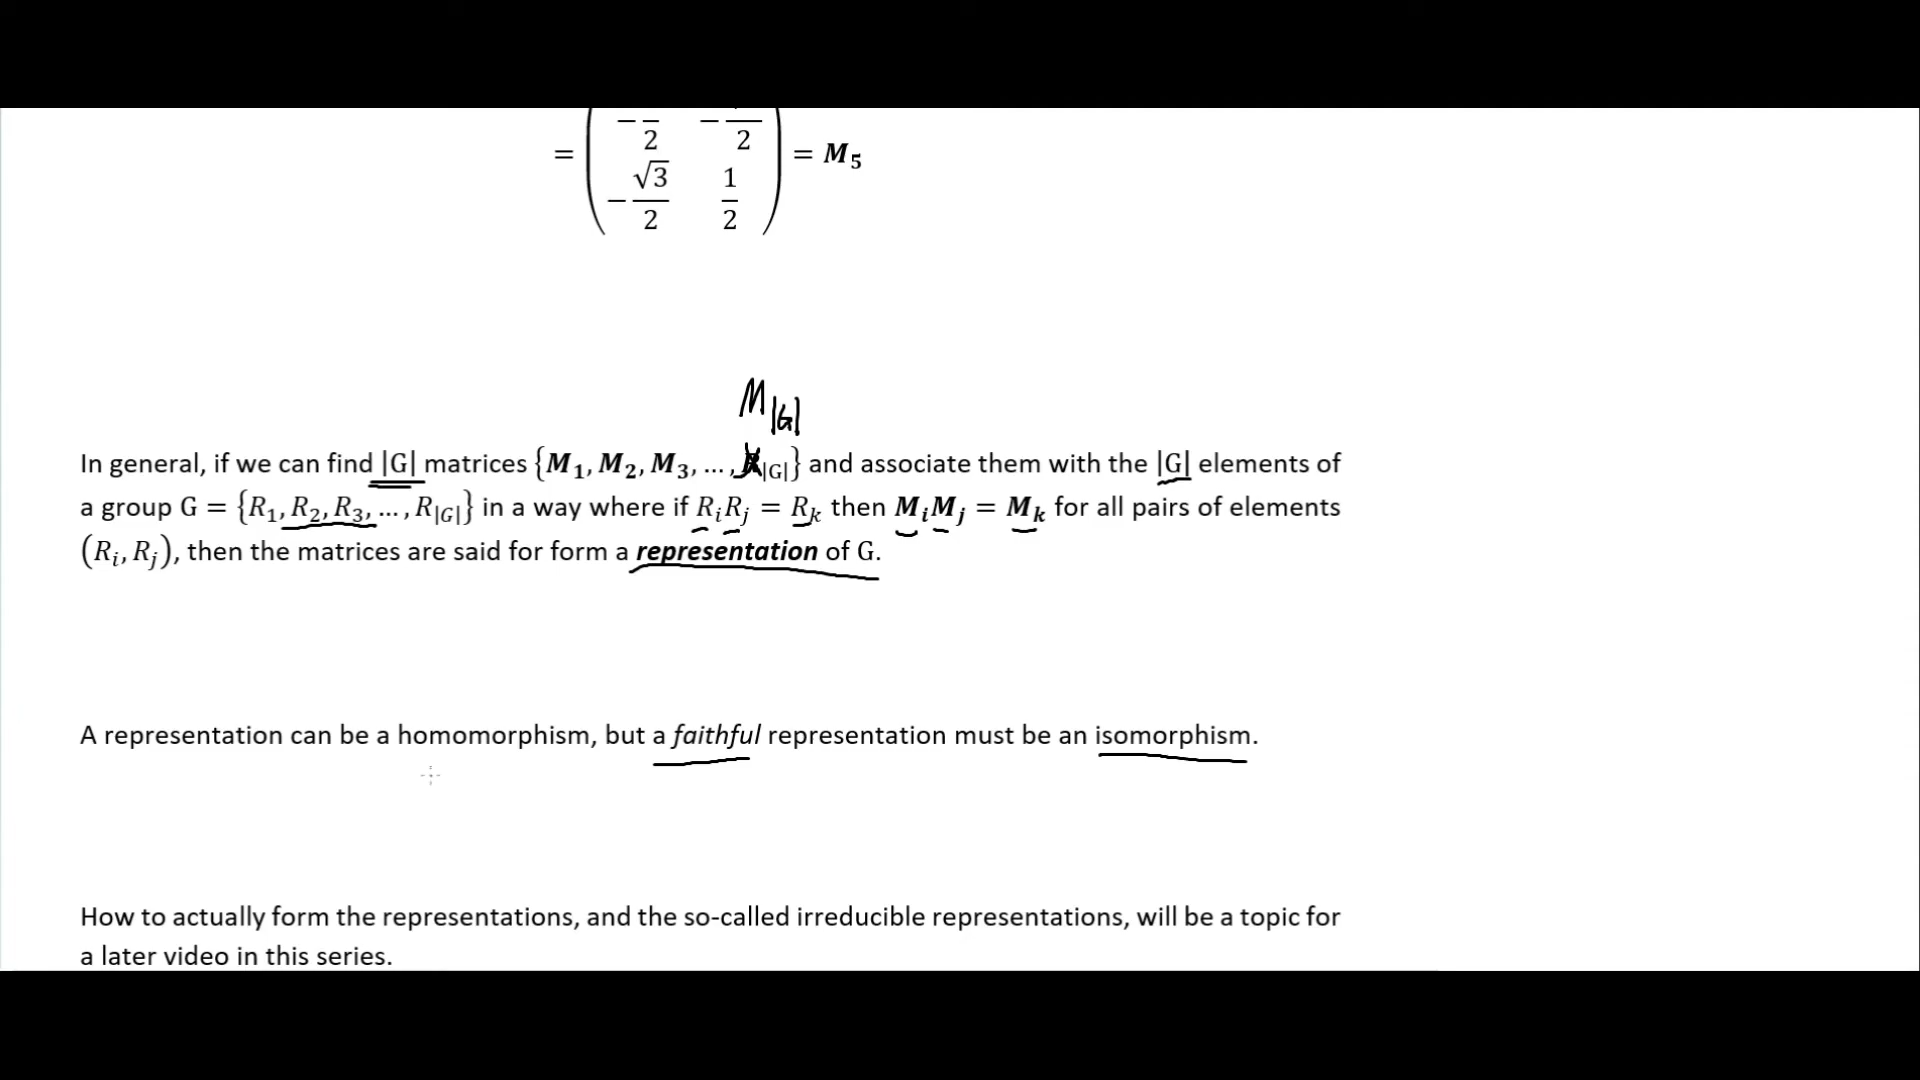 = ( − /2 − /2 −√3/2 1/2 ) = M₅
M|G|
In general, if we can find |G| matrices {M₁, M₂, M₃, … , |G|} and associate them with the |G| elements of
a group G = {R₁, R₂, R₃, … , R|G|} in a way where if RᵢRⱼ = Rₖ then MᵢMⱼ = Mₖ for all pairs of elements
(Rᵢ, Rⱼ), then the matrices are said for form a representation of G.
A representation can be a homomorphism, but a faithful representation must be an isomorphism.
How to actually form the representations, and the so-called irreducible representations, will be a topic for
a later video in this series.